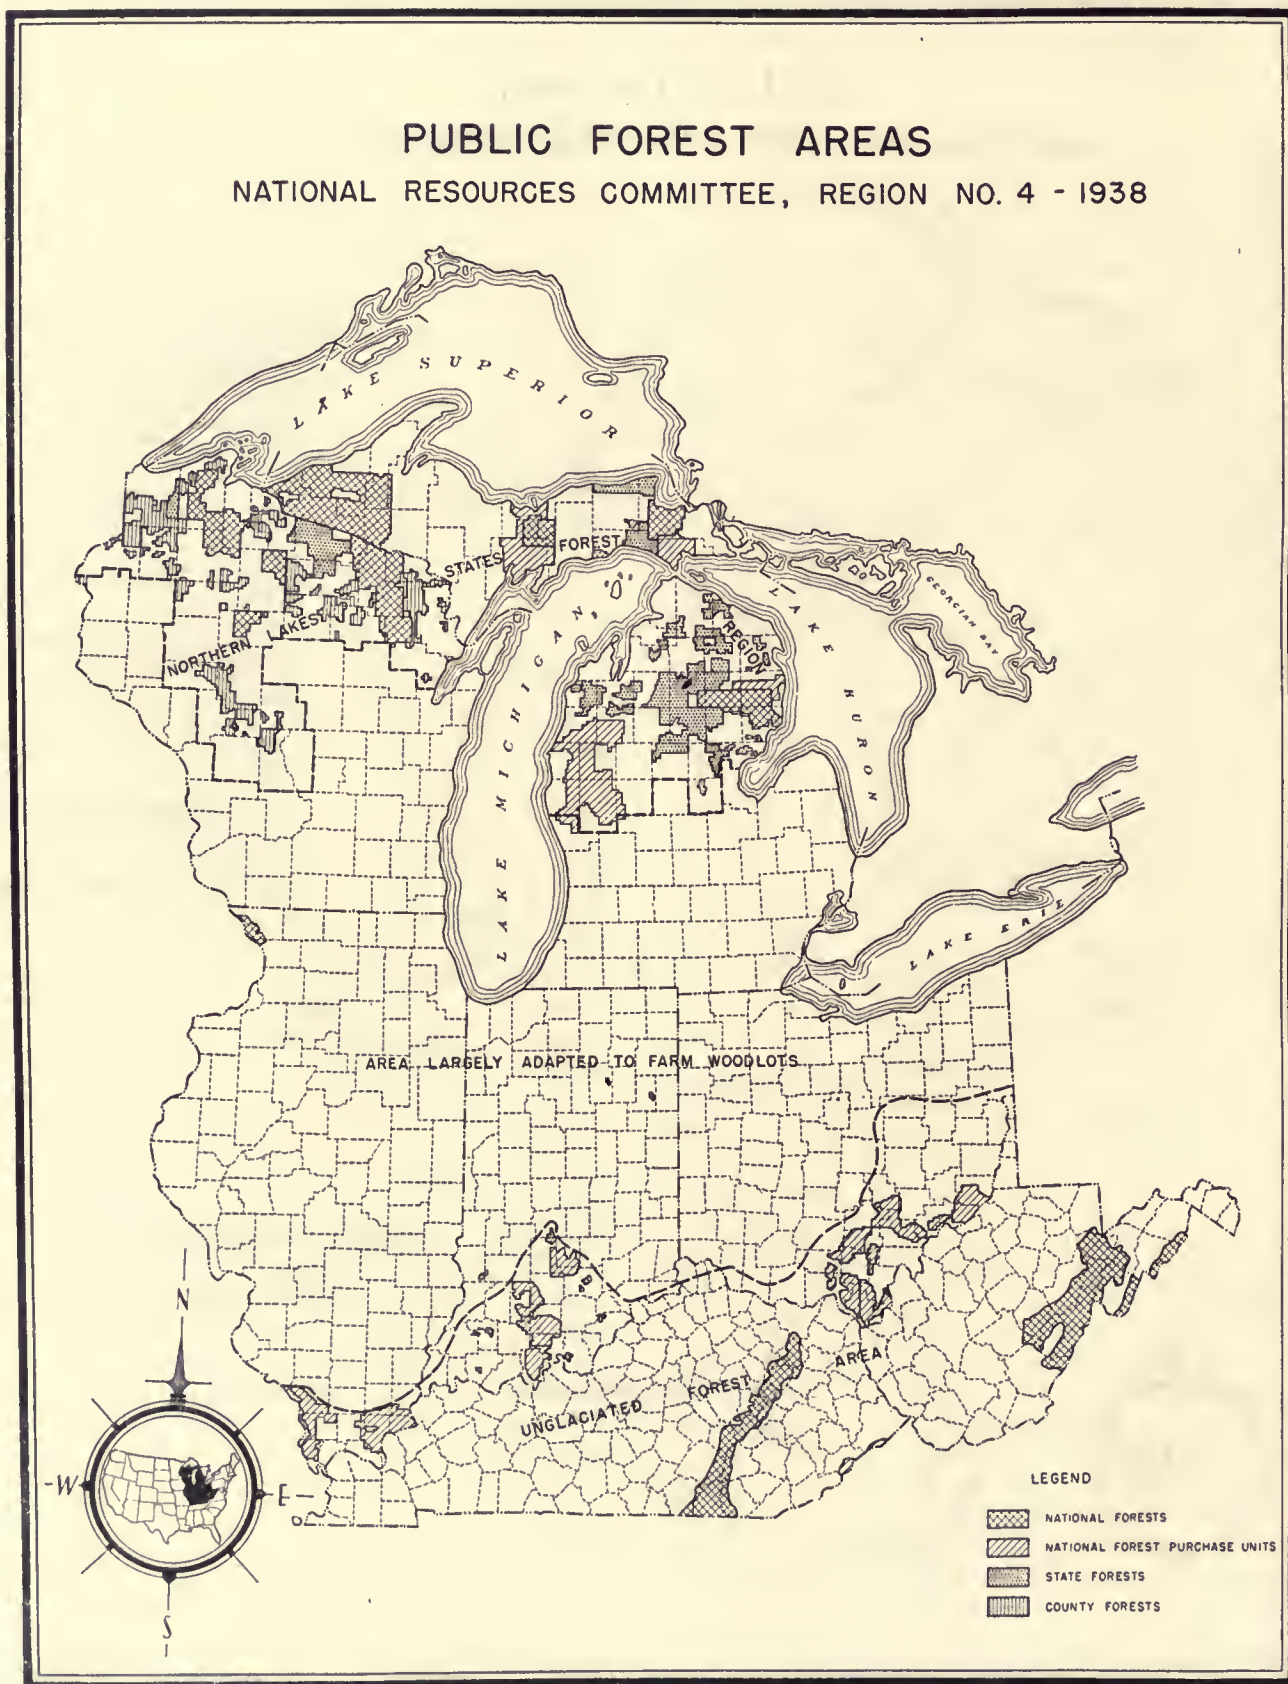 PUBLIC FOREST AREAS
NATIONAL RESOURCES COMMITTEE, REGION NO. 4 - 1938
LAKE SUPERIOR
STATES
FOREST
LAKES
NORTHERN
REGION
LAKE MICHIGAN
LAKE HURON
GEORGIAN BAY
LAKE ERIE
AREA LARGELY ADAPTED TO FARM WOODLOTS
UNGLACIATED
FOREST
AREA
N
W
E
S
LEGEND
NATIONAL FORESTS
NATIONAL FOREST PURCHASE UNITS
STATE FORESTS
COUNTY FORESTS